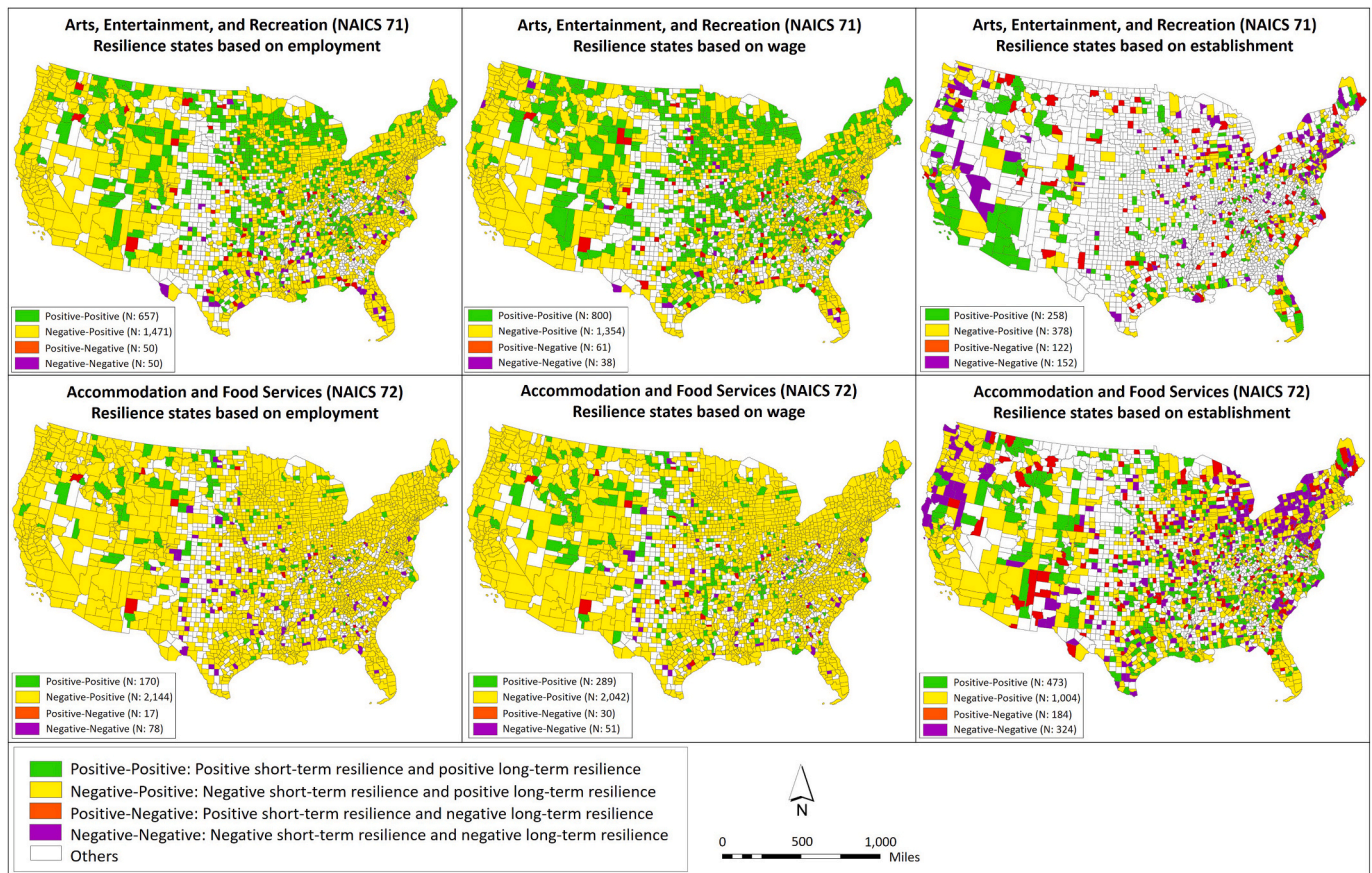 Arts, Entertainment, and Recreation (NAICS 71)
Resilience states based on employment
Positive-Positive (N: 657)
Negative-Positive (N: 1,471)
Positive-Negative (N: 50)
Negative-Negative (N: 50)
Arts, Entertainment, and Recreation (NAICS 71)
Resilience states based on wage
Positive-Positive (N: 800)
Negative-Positive (N: 1,354)
Positive-Negative (N: 61)
Negative-Negative (N: 38)
Arts, Entertainment, and Recreation (NAICS 71)
Resilience states based on establishment
Positive-Positive (N: 258)
Negative-Positive (N: 378)
Positive-Negative (N: 122)
Negative-Negative (N: 152)
Accommodation and Food Services (NAICS 72)
Resilience states based on employment
Positive-Positive (N: 170)
Negative-Positive (N: 2,144)
Positive-Negative (N: 17)
Negative-Negative (N: 78)
Accommodation and Food Services (NAICS 72)
Resilience states based on wage
Positive-Positive (N: 289)
Negative-Positive (N: 2,042)
Positive-Negative (N: 30)
Negative-Negative (N: 51)
Accommodation and Food Services (NAICS 72)
Resilience states based on establishment
Positive-Positive (N: 473)
Negative-Positive (N: 1,004)
Positive-Negative (N: 184)
Negative-Negative (N: 324)
Positive-Positive: Positive short-term resilience and positive long-term resilience
Negative-Positive: Negative short-term resilience and positive long-term resilience
Positive-Negative: Positive short-term resilience and negative long-term resilience
Negative-Negative: Negative short-term resilience and negative long-term resilience
Others
N
0 500 1,000
Miles